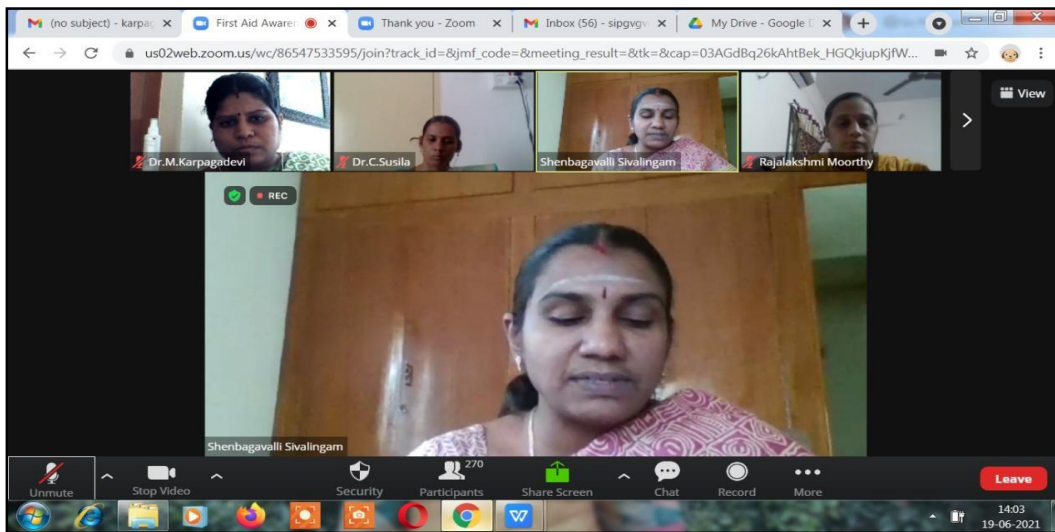 (no subject) - karpag
First Aid Awaren
Thank you - Zoom
Inbox (56) - sipgvgv
My Drive - Google D
us02web.zoom.us/wc/86547533595/join?track_id=&jmf_code=&meeting_result=&tk=&cap=03AGdBq26kAhtBek_HGQkjupKjfW...
View
Dr.M.Karpagadevi
Dr.C.Susila
Shenbagavalli Sivalingam
Rajalakshmi Moorthy
REC
Shenbagavalli Sivalingam
270
Unmute
Stop Video
Security
Participants
Share Screen
Chat
Record
More
Leave
W
14:03
19-06-2021